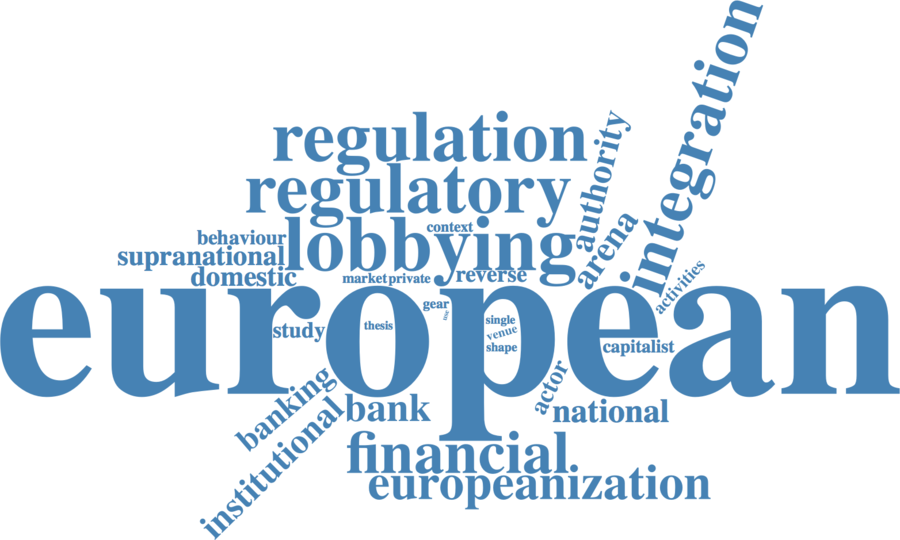 integration
regulation
authority
regulatory
arena
lobbying
context
behaviour
supranational
domestic
market
private
reverse
activities
european
gear
study
thesis
single
venue
shape
capitalist
actor
banking
bank
national
institutional
financial
europeanization